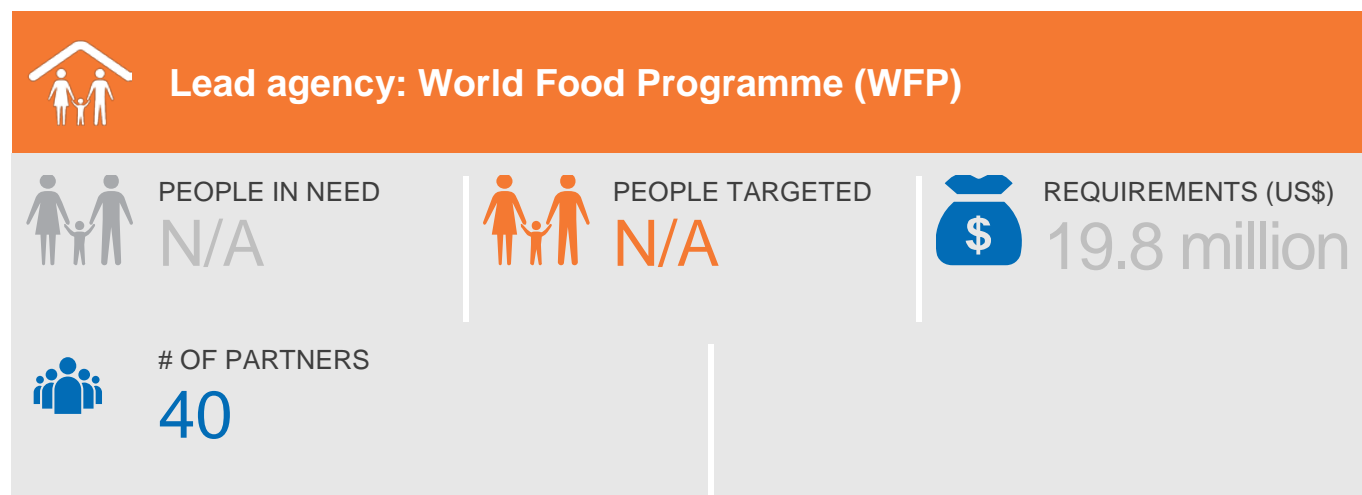 Lead agency: World Food Programme (WFP)
PEOPLE IN NEED
N/A
PEOPLE TARGETED
N/A
REQUIREMENTS (US$)
19.8 million
$
# OF PARTNERS
40